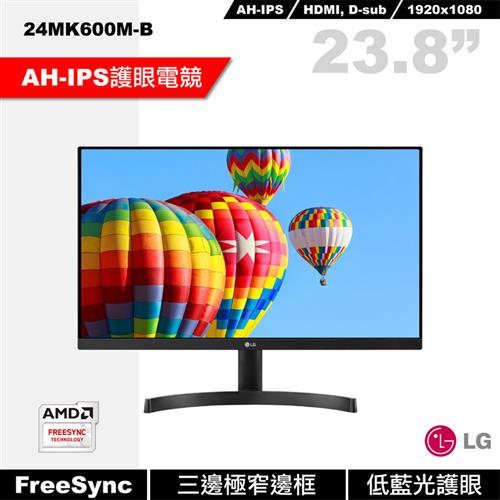 24MK600M-B
AH-IPS
HDMI, D-sub
1920x1080
23.8”
AH-IPS護眼電競
LG
AMD
FREESYNC
TECHNOLOGY
LG
FreeSync
三邊極窄邊框
低藍光護眼